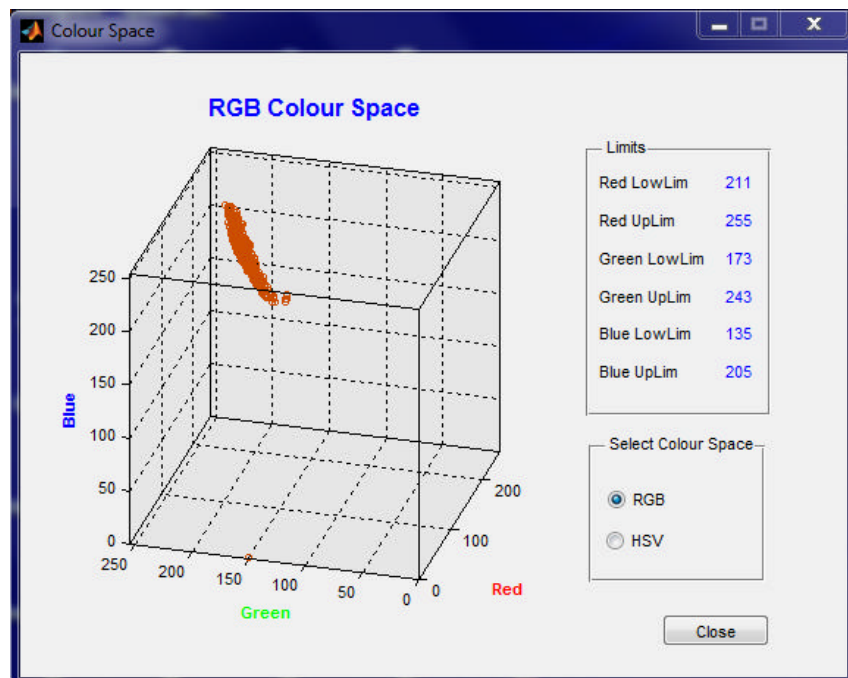 Colour Space
RGB Colour Space
Limits
Red LowLim 211
Red UpLim 255
Green LowLim 173
Green UpLim 243
Blue LowLim 135
Blue UpLim 205
250
200
150
100
50
0
Blue
250
200
150
100
50
0
Green
0
100
200
Red
Select Colour Space
RGB
HSV
Close